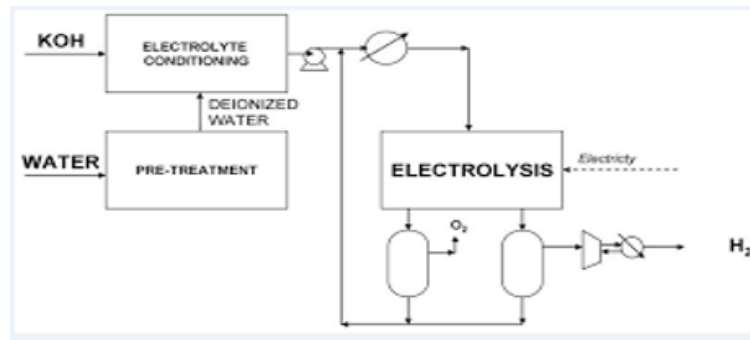 KOH
ELECTROLYTE
CONDITIONING
DEIONIZED
WATER
WATER
PRE-TREATMENT
ELECTROLYSIS
Electricty
O₂
H₂